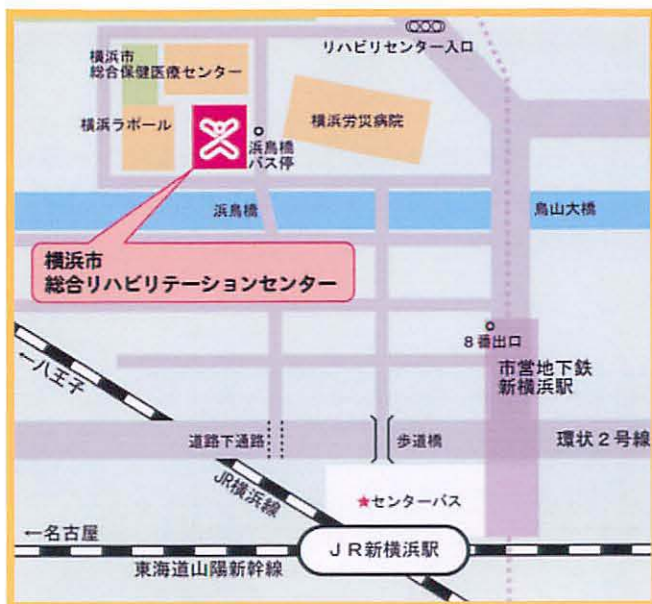 リハビリセンター入口
横浜市
総合保健医療センター
横浜ラポール
横浜労災病院
浜鳥橋
バス停
浜鳥橋
鳥山大橋
横浜市
総合リハビリテーションセンター
8番出口
←八王子
市営地下鉄
新横浜駅
道路下通路
歩道橋
環状2号線
JR横浜線
★センターバス
←名古屋
JR新横浜駅
東海道山陽新幹線